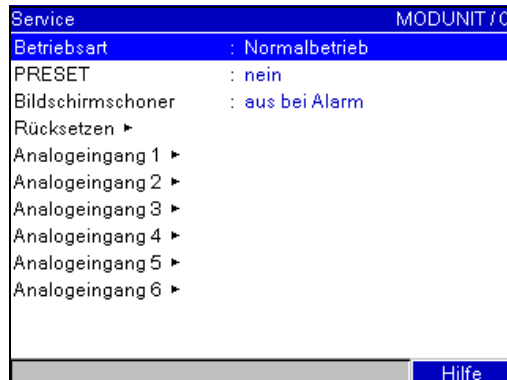 Service MODUNIT / 0
Betriebsart : Normalbetrieb
PRESET : nein
Bildschirmschoner : aus bei Alarm
Rücksetzen ►
Analogeingang 1 ►
Analogeingang 2 ►
Analogeingang 3 ►
Analogeingang 4 ►
Analogeingang 5 ►
Analogeingang 6 ►
Hilfe